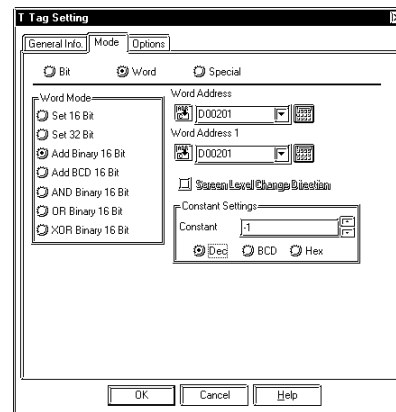 T Tag Setting
General Info. Mode Options
Bit Word Special
Word Mode
Set 16 Bit
Set 32 Bit
Add Binary 16 Bit
Add BCD 16 Bit
AND Binary 16 Bit
OR Binary 16 Bit
XOR Binary 16 Bit
Word Address
D00201
Word Address 1
D00201
Screen Level Change Direction
Constant Settings
Constant -1
Dec BCD Hex
OK Cancel Help